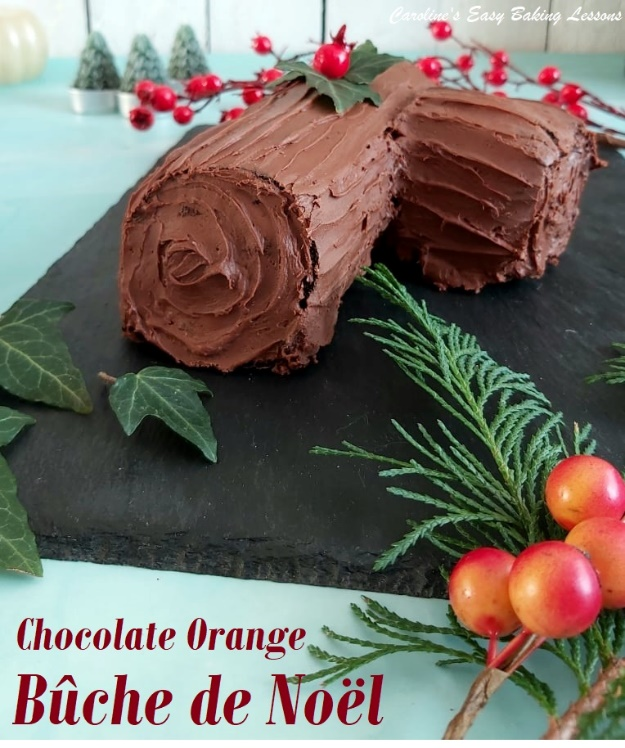 Caroline's Easy Baking Lessons
Chocolate Orange
Bûche de Noël